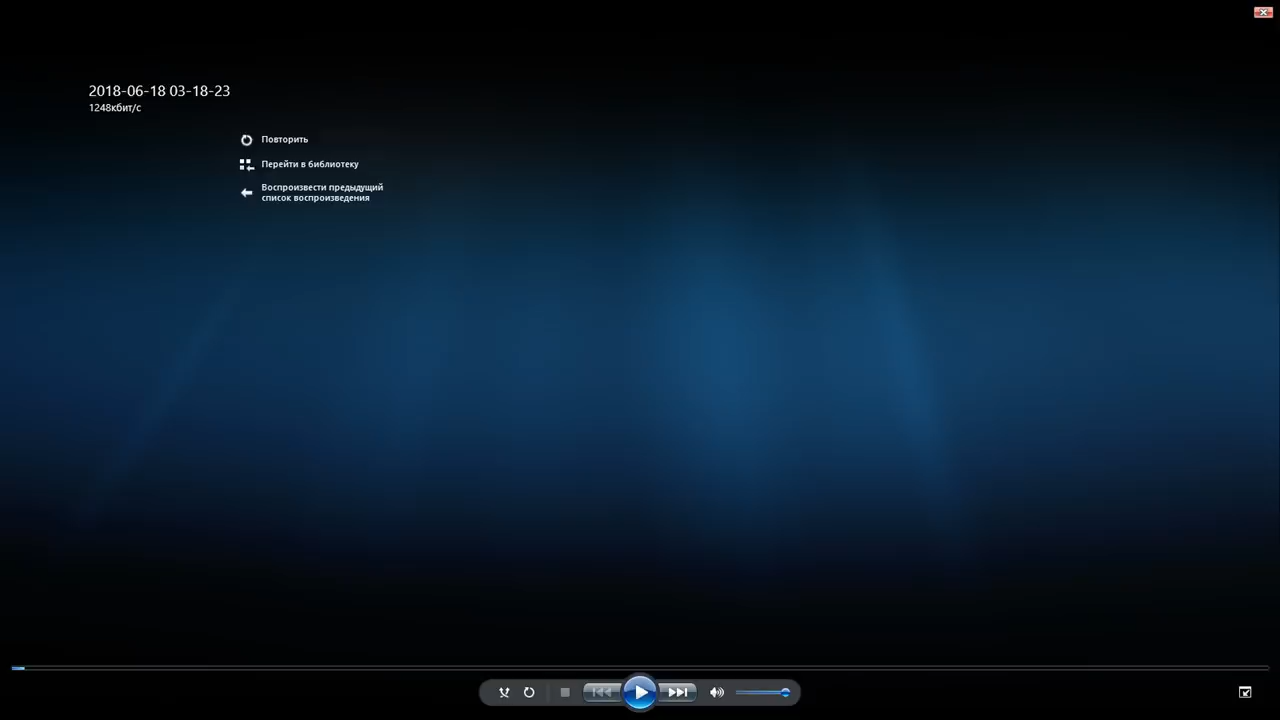 2018-06-18 03-18-23
1248кбит/с
Повторить
Перейти в библиотеку
Воспроизвести предыдущий
список воспроизведения